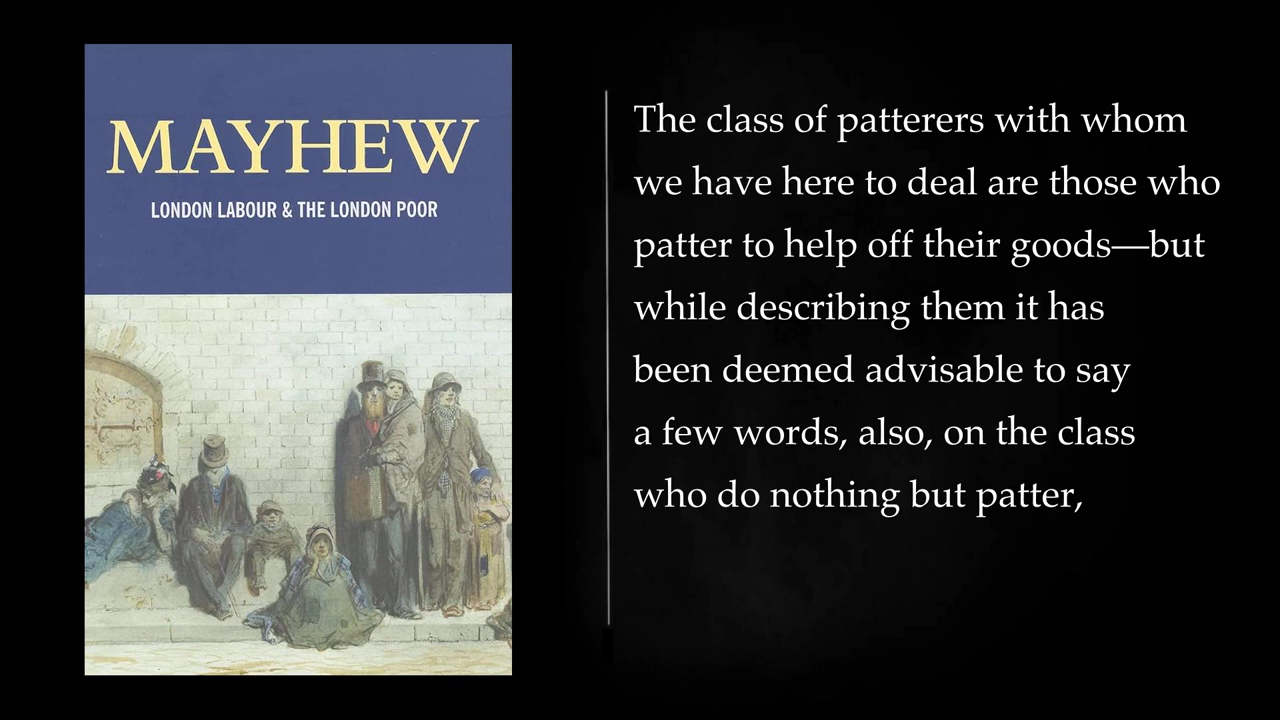 MAYHEW
LONDON LABOUR & THE LONDON POOR
The class of patterers with whom
we have here to deal are those who
patter to help off their goods—but
while describing them it has
been deemed advisable to say
a few words, also, on the class
who do nothing but patter,